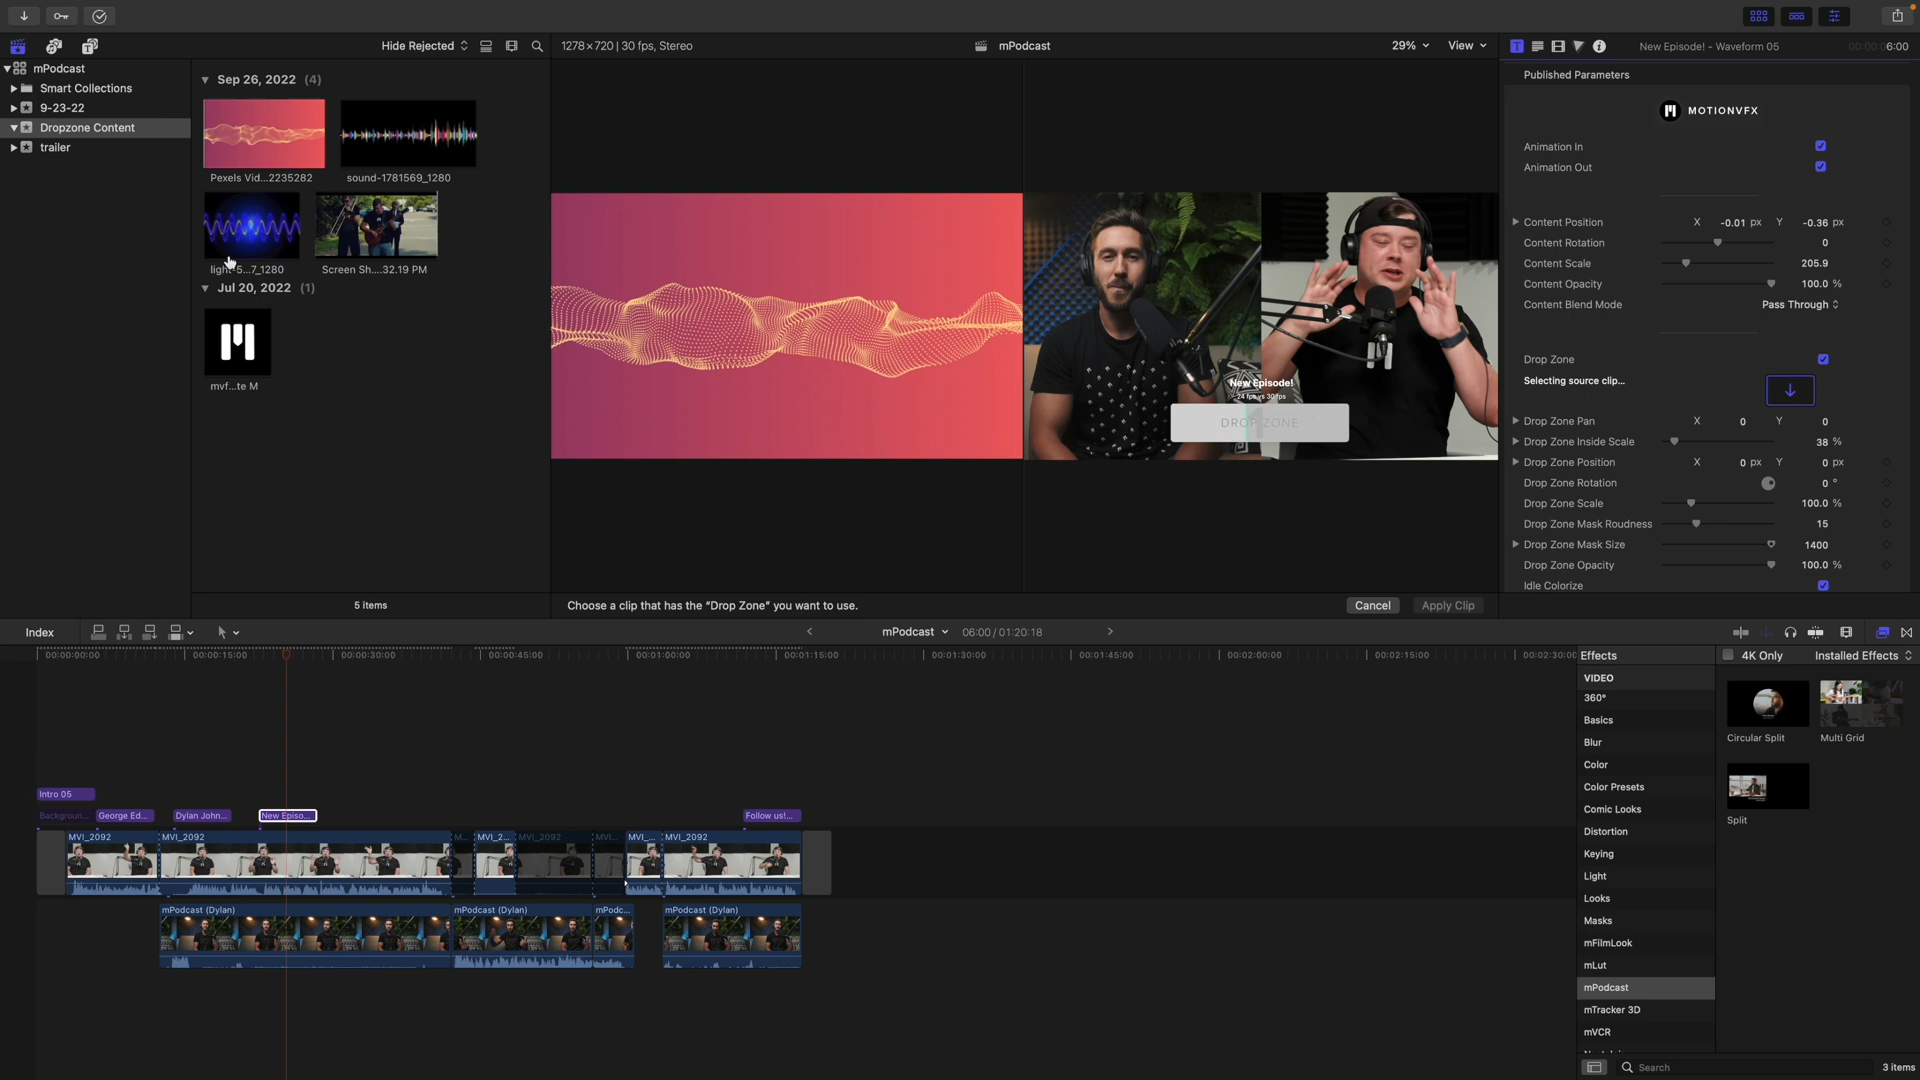 Hide Rejected
1278×720 | 30 fps, Stereo
mPodcast
29%
View
New Episode! - Waveform 05
00:00:06:00
mPodcast
Smart Collections
9-23-22
Dropzone Content
trailer
Sep 26, 2022 (4)
Pexels Vid...2235282
sound-1781569_1280
light-5...7_1280
Screen Sh....32.19 PM
Jul 20, 2022 (1)
mvf...te M
5 items
New Episode!
24 fps vs 30 fps
DROP ZONE
Choose a clip that has the “Drop Zone” you want to use.
Cancel
Apply Clip
Published Parameters
MOTIONVFX
Animation In
Animation Out
Content Position X -0.01 px Y -0.36 px
Content Rotation 0
Content Scale 205.9
Content Opacity 100.0 %
Content Blend Mode Pass Through
Drop Zone
Selecting source clip...
Drop Zone Pan X 0 Y 0
Drop Zone Inside Scale 38 %
Drop Zone Position X 0 px Y 0 px
Drop Zone Rotation 0 °
Drop Zone Scale 100.0 %
Drop Zone Mask Roudness 15
Drop Zone Mask Size 1400
Drop Zone Opacity 100.0 %
Idle Colorize
Index
mPodcast
06:00 / 01:20:18
00:00:00:00
00:00:15:00
00:00:30:00
00:00:45:00
00:01:00:00
00:01:15:00
00:01:30:00
00:01:45:00
00:02:00:00
00:02:15:00
00:02:30:00
Intro 05
Backgroun...
George Ed...
Dylan John...
New Episo...
Follow us!...
MVI_2092
MVI_2092
M...
MVI_2...
MVI_2092
MVI...
MVI_...
MVI_2092
mPodcast (Dylan)
mPodcast (Dylan)
mPodc...
mPodcast (Dylan)
Effects
4K Only
Installed Effects
VIDEO
360°
Basics
Blur
Color
Color Presets
Comic Looks
Distortion
Keying
Light
Looks
Masks
mFilmLook
mLut
mPodcast
mTracker 3D
mVCR
Circular Split
Multi Grid
Split
Search
3 items